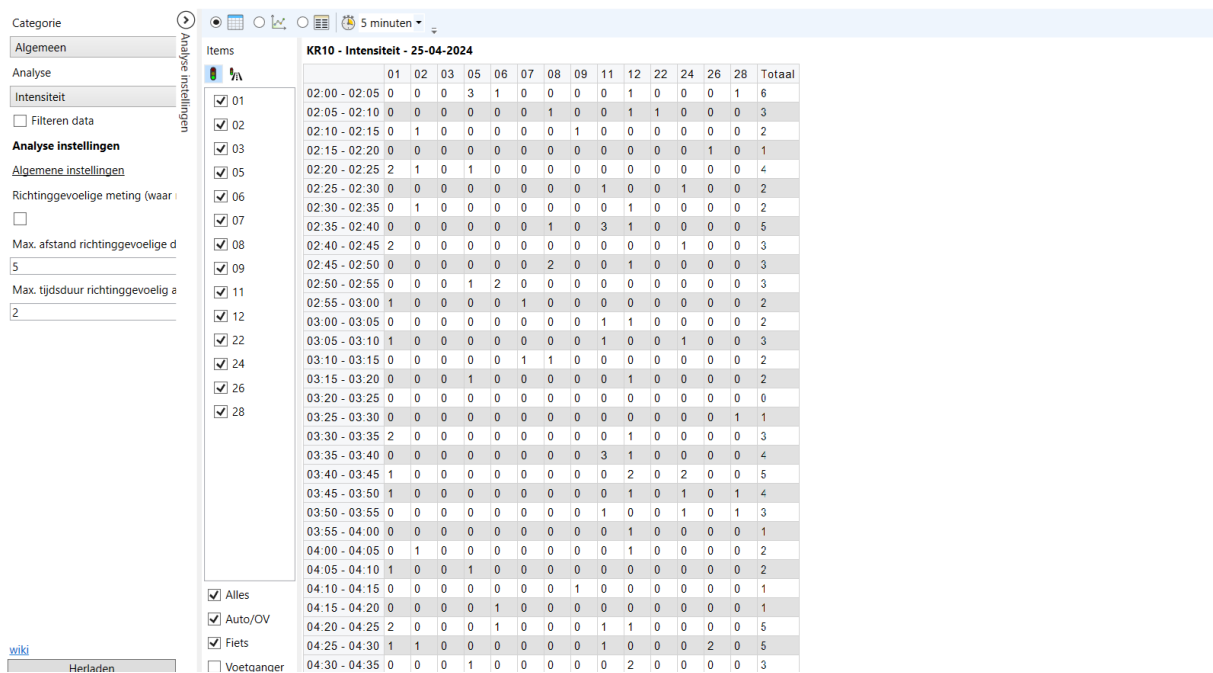 Categorie
Algemeen
Analyse
Intensiteit
Filteren data
Analyse instellingen
Algemene instellingen
Richtinggevoelige meting (waar
Max. afstand richtinggevoelige d
5
Max. tijdsduur richtinggevoelig a
2
wiki
Herladen
Analyse instellingen
5 minuten
Items
01
02
03
05
06
07
08
09
11
12
22
24
26
28
Alles
Auto/OV
Fiets
Voetganger
KR10 - Intensiteit - 25-04-2024
01 02 03 05 06 07 08 09 11 12 22 24 26 28 Totaal
02:00 - 02:05 0 0 0 3 1 0 0 0 0 1 0 0 0 1 6
02:05 - 02:10 0 0 0 0 0 0 1 0 0 1 1 0 0 0 3
02:10 - 02:15 0 1 0 0 0 0 0 1 0 0 0 0 0 0 2
02:15 - 02:20 0 0 0 0 0 0 0 0 0 0 0 0 1 0 1
02:20 - 02:25 2 1 0 1 0 0 0 0 0 0 0 0 0 0 4
02:25 - 02:30 0 0 0 0 0 0 0 0 1 0 0 1 0 0 2
02:30 - 02:35 0 1 0 0 0 0 0 0 0 1 0 0 0 0 2
02:35 - 02:40 0 0 0 0 0 0 1 0 3 1 0 0 0 0 5
02:40 - 02:45 2 0 0 0 0 0 0 0 0 0 0 1 0 0 3
02:45 - 02:50 0 0 0 0 0 0 2 0 0 1 0 0 0 0 3
02:50 - 02:55 0 0 0 1 2 0 0 0 0 0 0 0 0 0 3
02:55 - 03:00 1 0 0 0 0 1 0 0 0 0 0 0 0 0 2
03:00 - 03:05 0 0 0 0 0 0 0 0 1 1 0 0 0 0 2
03:05 - 03:10 1 0 0 0 0 0 0 0 1 0 0 1 0 0 3
03:10 - 03:15 0 0 0 0 0 1 1 0 0 0 0 0 0 0 2
03:15 - 03:20 0 0 0 1 0 0 0 0 0 1 0 0 0 0 2
03:20 - 03:25 0 0 0 0 0 0 0 0 0 0 0 0 0 0 0
03:25 - 03:30 0 0 0 0 0 0 0 0 0 0 0 0 0 1 1
03:30 - 03:35 2 0 0 0 0 0 0 0 0 1 0 0 0 0 3
03:35 - 03:40 0 0 0 0 0 0 0 0 3 1 0 0 0 0 4
03:40 - 03:45 1 0 0 0 0 0 0 0 0 2 0 2 0 0 5
03:45 - 03:50 1 0 0 0 0 0 0 0 0 1 0 1 0 1 4
03:50 - 03:55 0 0 0 0 0 0 0 0 1 0 0 1 0 1 3
03:55 - 04:00 0 0 0 0 0 0 0 0 0 1 0 0 0 0 1
04:00 - 04:05 0 1 0 0 0 0 0 0 0 1 0 0 0 0 2
04:05 - 04:10 1 0 0 1 0 0 0 0 0 0 0 0 0 0 2
04:10 - 04:15 0 0 0 0 0 0 0 1 0 0 0 0 0 0 1
04:15 - 04:20 0 0 0 0 1 0 0 0 0 0 0 0 0 0 1
04:20 - 04:25 2 0 0 0 1 0 0 0 1 1 0 0 0 0 5
04:25 - 04:30 1 1 0 0 0 0 0 0 1 0 0 0 2 0 5
04:30 - 04:35 0 0 0 1 0 0 0 0 0 2 0 0 0 0 3